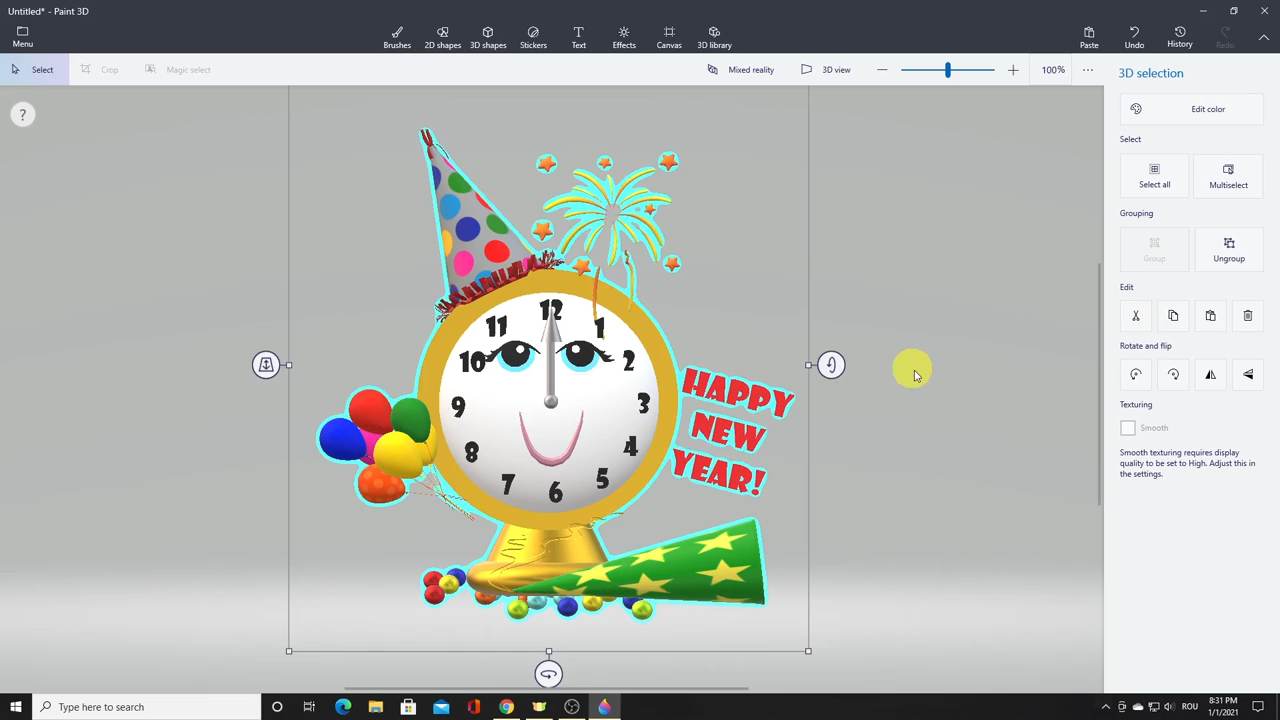 Untitled* - Paint 3D
Menu
Brushes 2D shapes 3D shapes Stickers Text Effects Canvas 3D library Paste Undo History Redo
Select Crop Magic select Mixed reality 3D view 100%
?
3D selection
Edit color
Select
Select all Multiselect
Grouping
Group Ungroup
Edit
Rotate and flip
Texturing
Smooth
Smooth texturing requires display
quality to be set to High. Adjust this in
the settings.
12
11 1
10 2
9 3
8 4
7 5
6
HAPPY
NEW
YEAR!
Type here to search
ROU
8:31 PM
1/1/2021